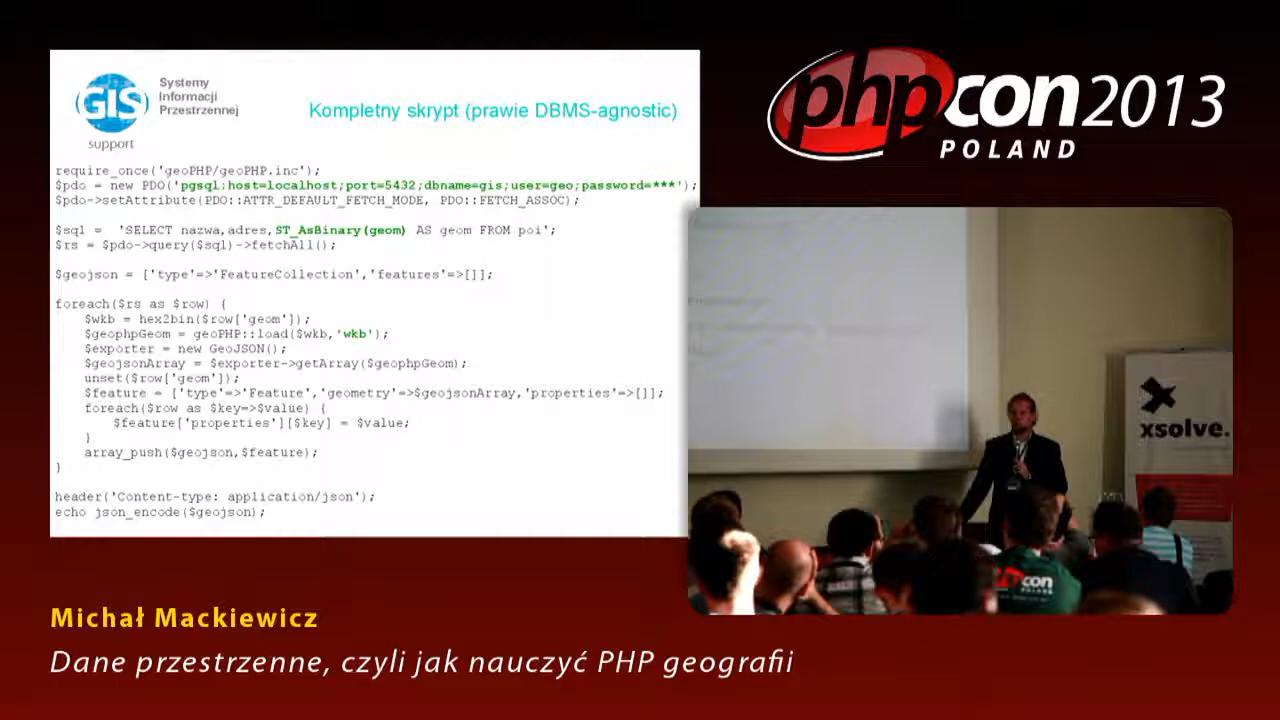 GIS
Systemy
Informacji
Przestrzennej
support
Kompletny skrypt (prawie DBMS-agnostic)
require_once('geoPHP/geoPHP.inc');
$pdo = new PDO('pgsql:host=localhost;port=5432;dbname=gis;user=geo;password=***');
$pdo->setAttribute(PDO::ATTR_DEFAULT_FETCH_MODE, PDO::FETCH_ASSOC);
$sql = 'SELECT nazwa,adres,ST_AsBinary(geom) AS geom FROM poi';
$rs = $pdo->query($sql)->fetchAll();
$geojson = ['type'=>'FeatureCollection','features'=>[]];
foreach($rs as $row) {
$wkb = hex2bin($row['geom']);
$geophpGeom = geoPHP::load($wkb,'wkb');
$exporter = new GeoJSON();
$geojsonArray = $exporter->getArray($geophpGeom);
unset($row['geom']);
$feature = ['type'=>'Feature','geometry'=>$geojsonArray,'properties'=>[]];
foreach($row as $key=>$value) {
$feature['properties'][$key] = $value;
}
array_push($geojson,$feature);
}
header('Content-type: application/json');
echo json_encode($geojson);
phpcon 2013
POLAND
xsolve.
con
POLAND
Michał Mackiewicz
Dane przestrzenne, czyli jak nauczyć PHP geografii